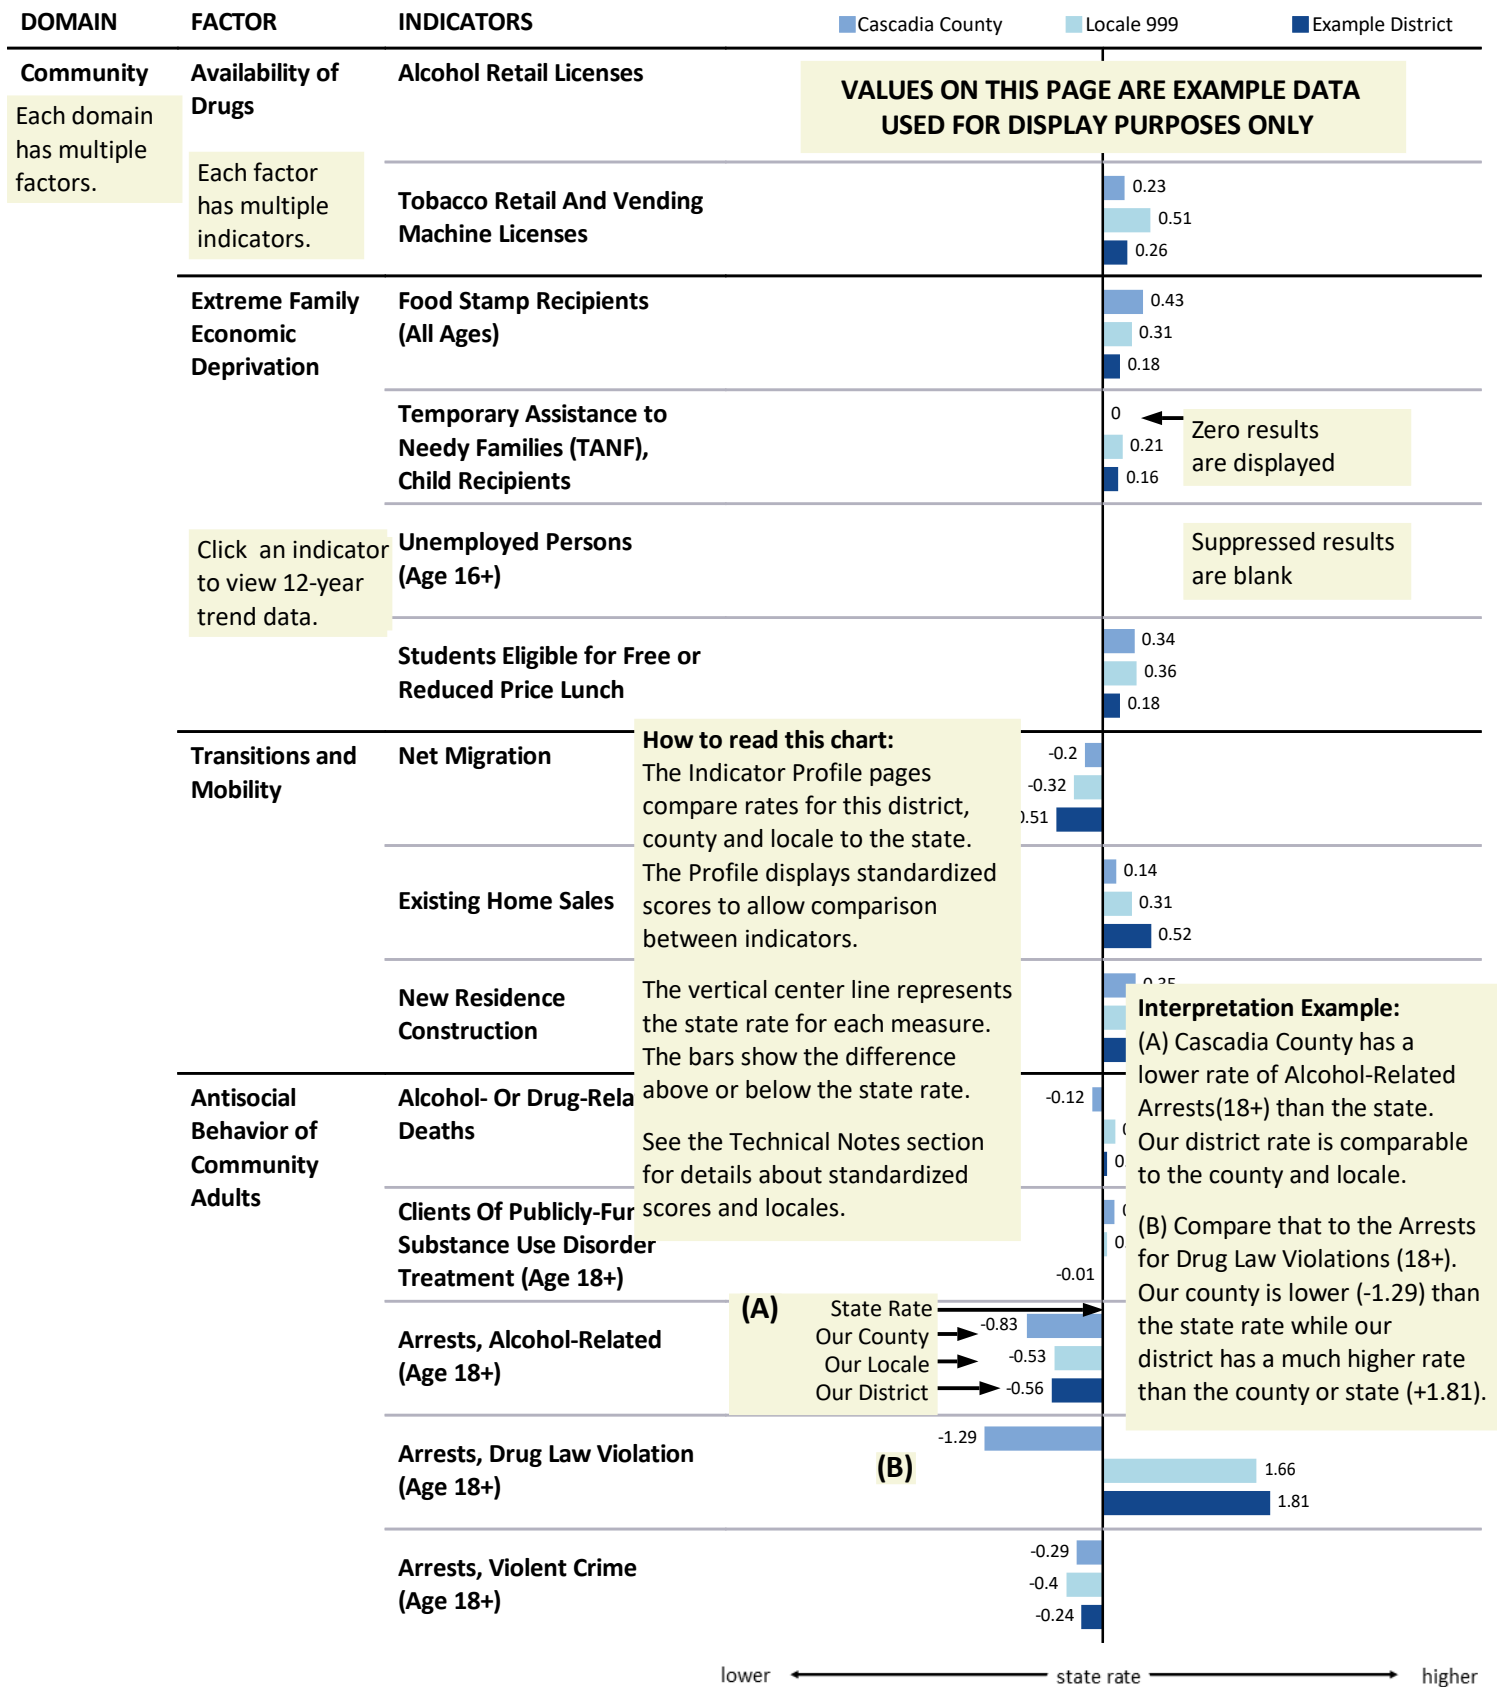 DOMAIN FACTOR INDICATORS Cascadia County Locale 999 Example District
Community
Each domain
has multiple
factors.
Availability of
Drugs
Each factor
has multiple
indicators.
Alcohol Retail Licenses
VALUES ON THIS PAGE ARE EXAMPLE DATA
USED FOR DISPLAY PURPOSES ONLY
Tobacco Retail And Vending
Machine Licenses
0.23
0.51
0.26
Extreme Family
Economic
Deprivation
Food Stamp Recipients
(All Ages)
0.43
0.31
0.18
Temporary Assistance to
Needy Families (TANF),
Child Recipients
0
0.21
0.16
Zero results
are displayed
Click an indicator
to view 12-year
trend data.
Unemployed Persons
(Age 16+)
Suppressed results
are blank
Students Eligible for Free or
Reduced Price Lunch
0.34
0.36
0.18
Transitions and
Mobility
Net Migration
-0.2
-0.32
.51
How to read this chart:
The Indicator Profile pages
compare rates for this district,
county and locale to the state.
The Profile displays standardized
scores to allow comparison
between indicators.
The vertical center line represents
the state rate for each measure.
The bars show the difference
above or below the state rate.
See the Technical Notes section
for details about standardized
scores and locales.
Existing Home Sales
0.14
0.31
0.52
New Residence
Construction
Interpretation Example:
(A) Cascadia County has a
lower rate of Alcohol-Related
Arrests(18+) than the state.
Our district rate is comparable
to the county and locale.
(B) Compare that to the Arrests
for Drug Law Violations (18+).
Our county is lower (-1.29) than
the state rate while our
district has a much higher rate
than the county or state (+1.81).
Antisocial
Behavior of
Community
Adults
Alcohol- Or Drug-Rela
Deaths
-0.12
0.
Clients Of Publicly-Fun
Substance Use Disorder
Treatment (Age 18+)
0.
-0.01
Arrests, Alcohol-Related
(Age 18+)
(A)
State Rate
Our County
Our Locale
Our District
-0.83
-0.53
-0.56
Arrests, Drug Law Violation
(Age 18+)
(B)
-1.29
1.66
1.81
Arrests, Violent Crime
(Age 18+)
-0.29
-0.4
-0.24
lower state rate higher